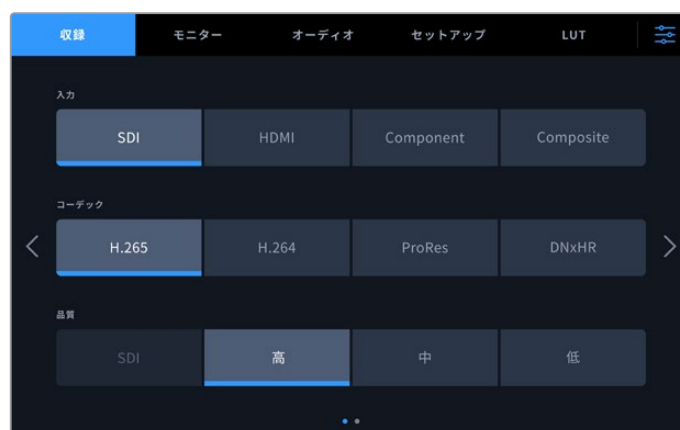 収録 モニター オーディオ セットアップ LUT
入力
SDI HDMI Component Composite
コーデック
H.265 H.264 ProRes DNxHR
品質
SDI 高 中 低